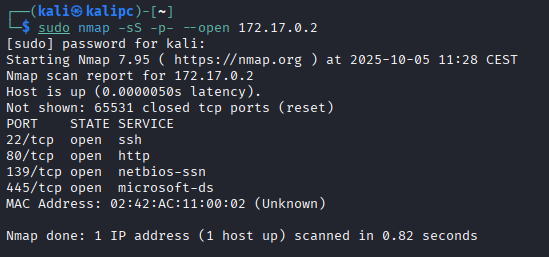 ┌──(kali㉿kalipc)-[~]
└─$ sudo nmap -sS -p- --open 172.17.0.2
[sudo] password for kali:
Starting Nmap 7.95 ( https://nmap.org ) at 2025-10-05 11:28 CEST
Nmap scan report for 172.17.0.2
Host is up (0.0000050s latency).
Not shown: 65531 closed tcp ports (reset)
PORT    STATE SERVICE
22/tcp  open  ssh
80/tcp  open  http
139/tcp open  netbios-ssn
445/tcp open  microsoft-ds
MAC Address: 02:42:AC:11:00:02 (Unknown)

Nmap done: 1 IP address (1 host up) scanned in 0.82 seconds